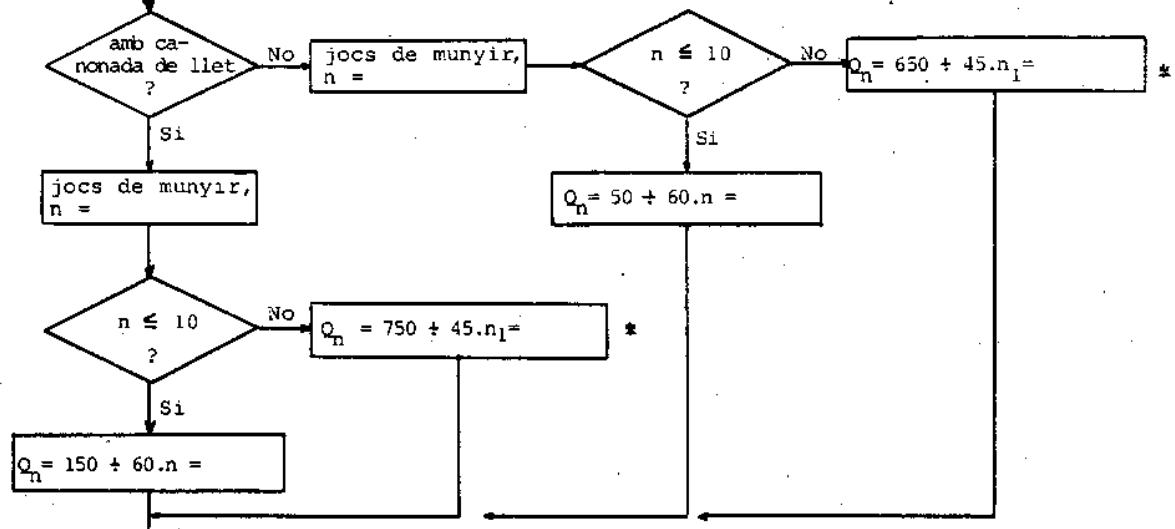 amb ca-
nonada de llet
?
No
jocs de munyir,
n =
n ≦ 10
?
No
Qn= 650 + 45.n1=
*
Si
jocs de munyir,
n =
Si
Qn= 50 + 60.n =
n ≦ 10
?
No
Qn = 750 + 45.n1=
*
Si
Qn= 150 + 60.n =